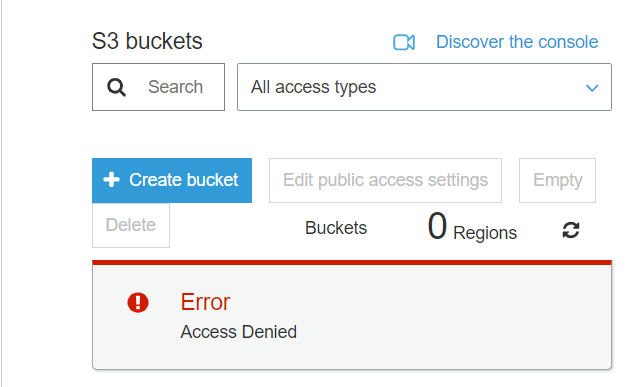 S3 buckets Discover the console
Search All access types
Create bucket Edit public access settings Empty
Delete Buckets 0 Regions
Error
Access Denied